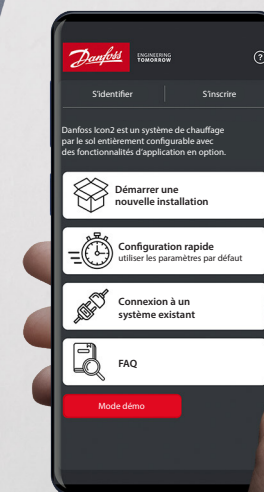 Danfoss
ENGINEERING
TOMORROW
?
S'identifier
S'inscrire
Danfoss Icon2 est un système de chauffage
par le sol entièrement configurable avec
des fonctionnalités d'application en option.
Démarrer une
nouvelle installation
Configuration rapide
utiliser les paramètres par défaut
Connexion à un
système existant
FAQ
Mode démo